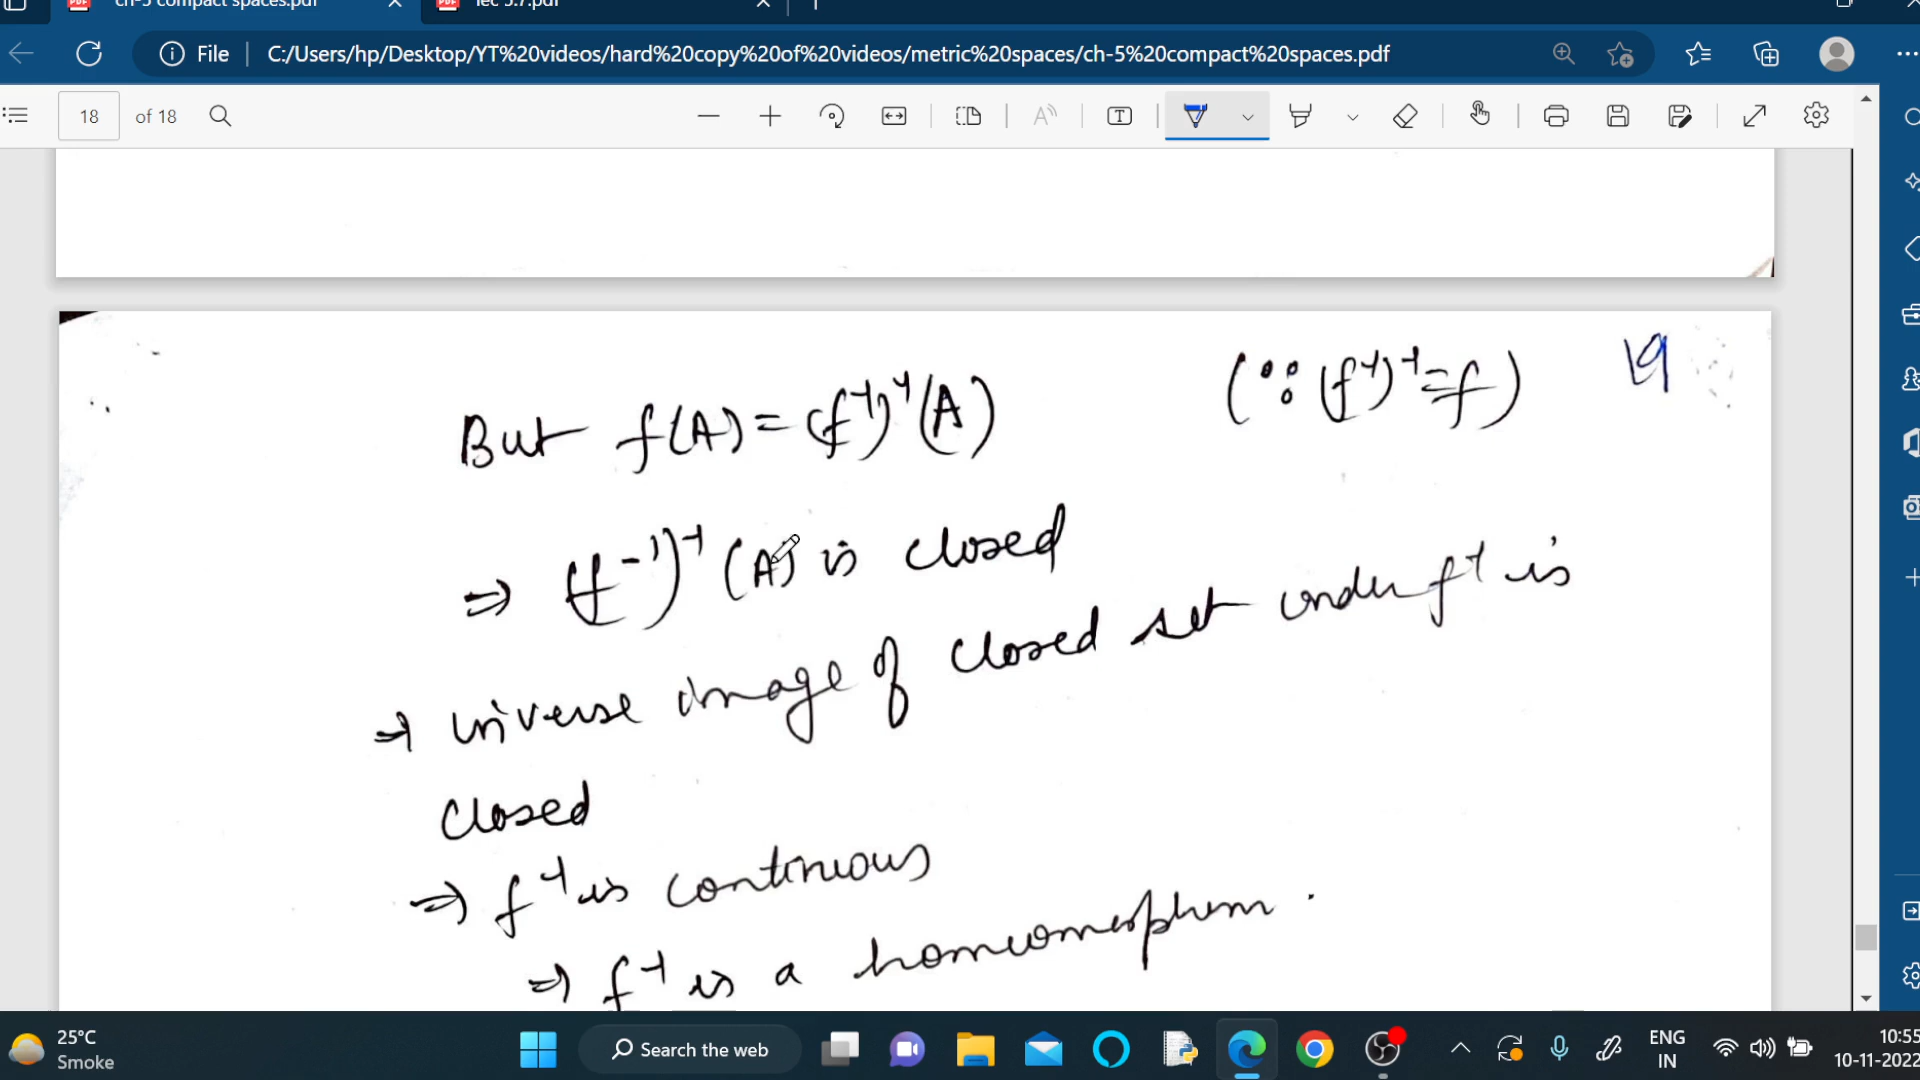 ch-5 compact spaces.pdf
lec 5.7.pdf
File
C:/Users/hp/Desktop/YT%20videos/hard%20copy%20of%20videos/metric%20spaces/ch-5%20compact%20spaces.pdf
18 of 18
But f(A) = (f⁻¹)⁻¹(A) (∵ (f⁻¹)⁻¹ = f) 19
⇒ (f⁻¹)⁻¹ (A) is closed
⇒ inverse image of closed set under f⁻¹ is
closed
⇒ f⁻¹ is continuous
⇒ f⁻¹ is a homeomorphism.
25°C
Smoke
Search the web
ENG
IN
10:55
10-11-2022